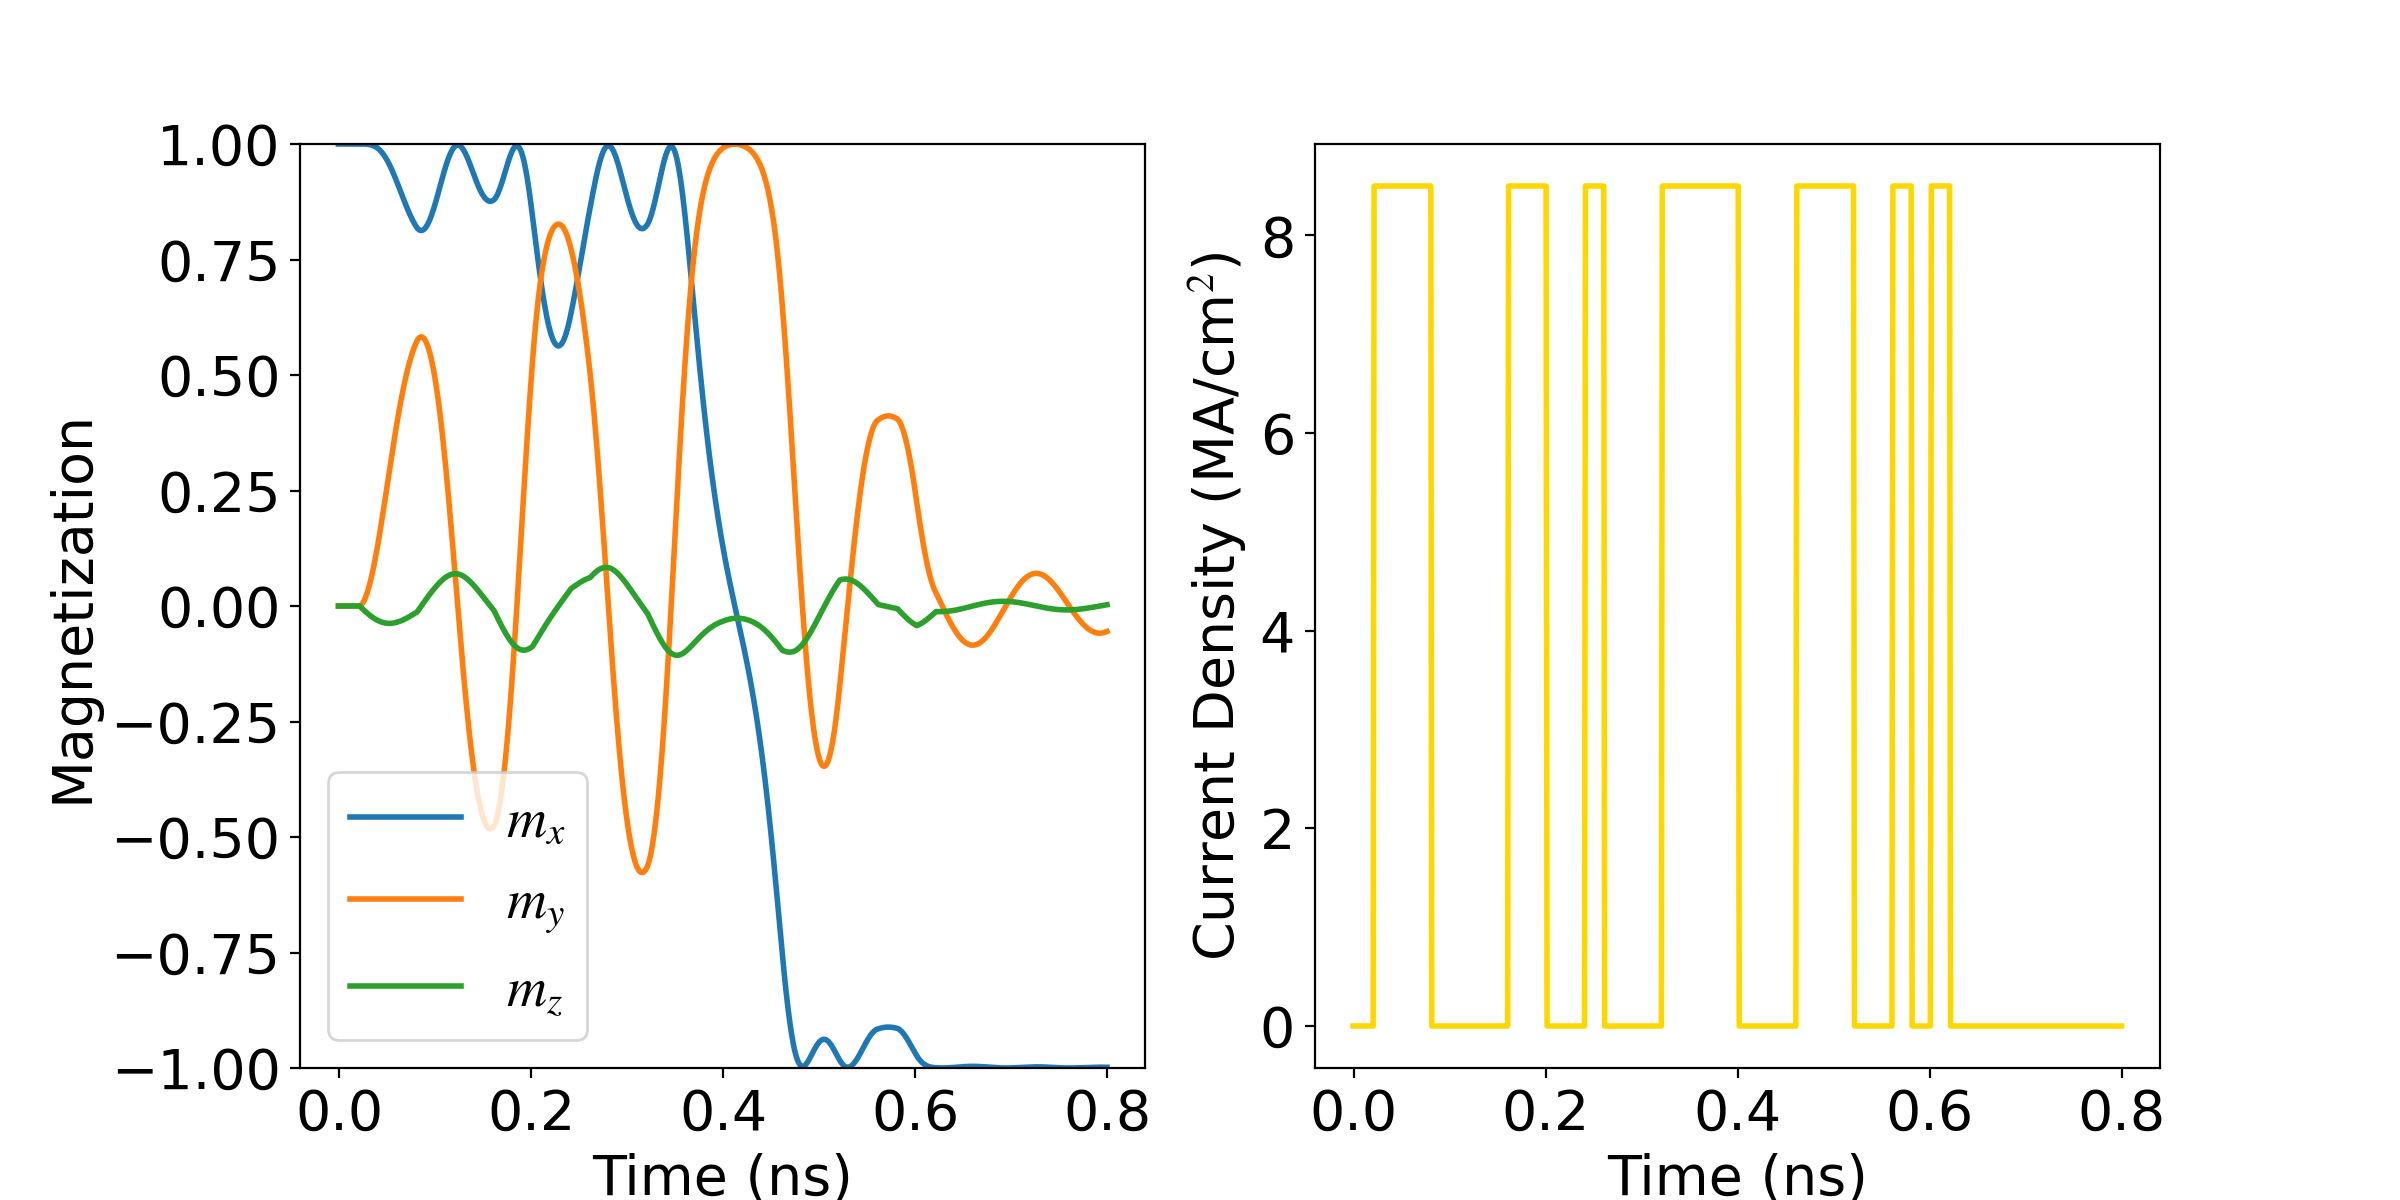 1.00
0.75
0.50
0.25
0.00
−0.25
−0.50
−0.75
−1.00
Magnetization
m_x
m_y
m_z
0.0 0.2 0.4 0.6 0.8
Time (ns)
8
6
4
2
0
Current Density (MA/cm²)
0.0 0.2 0.4 0.6 0.8
Time (ns)